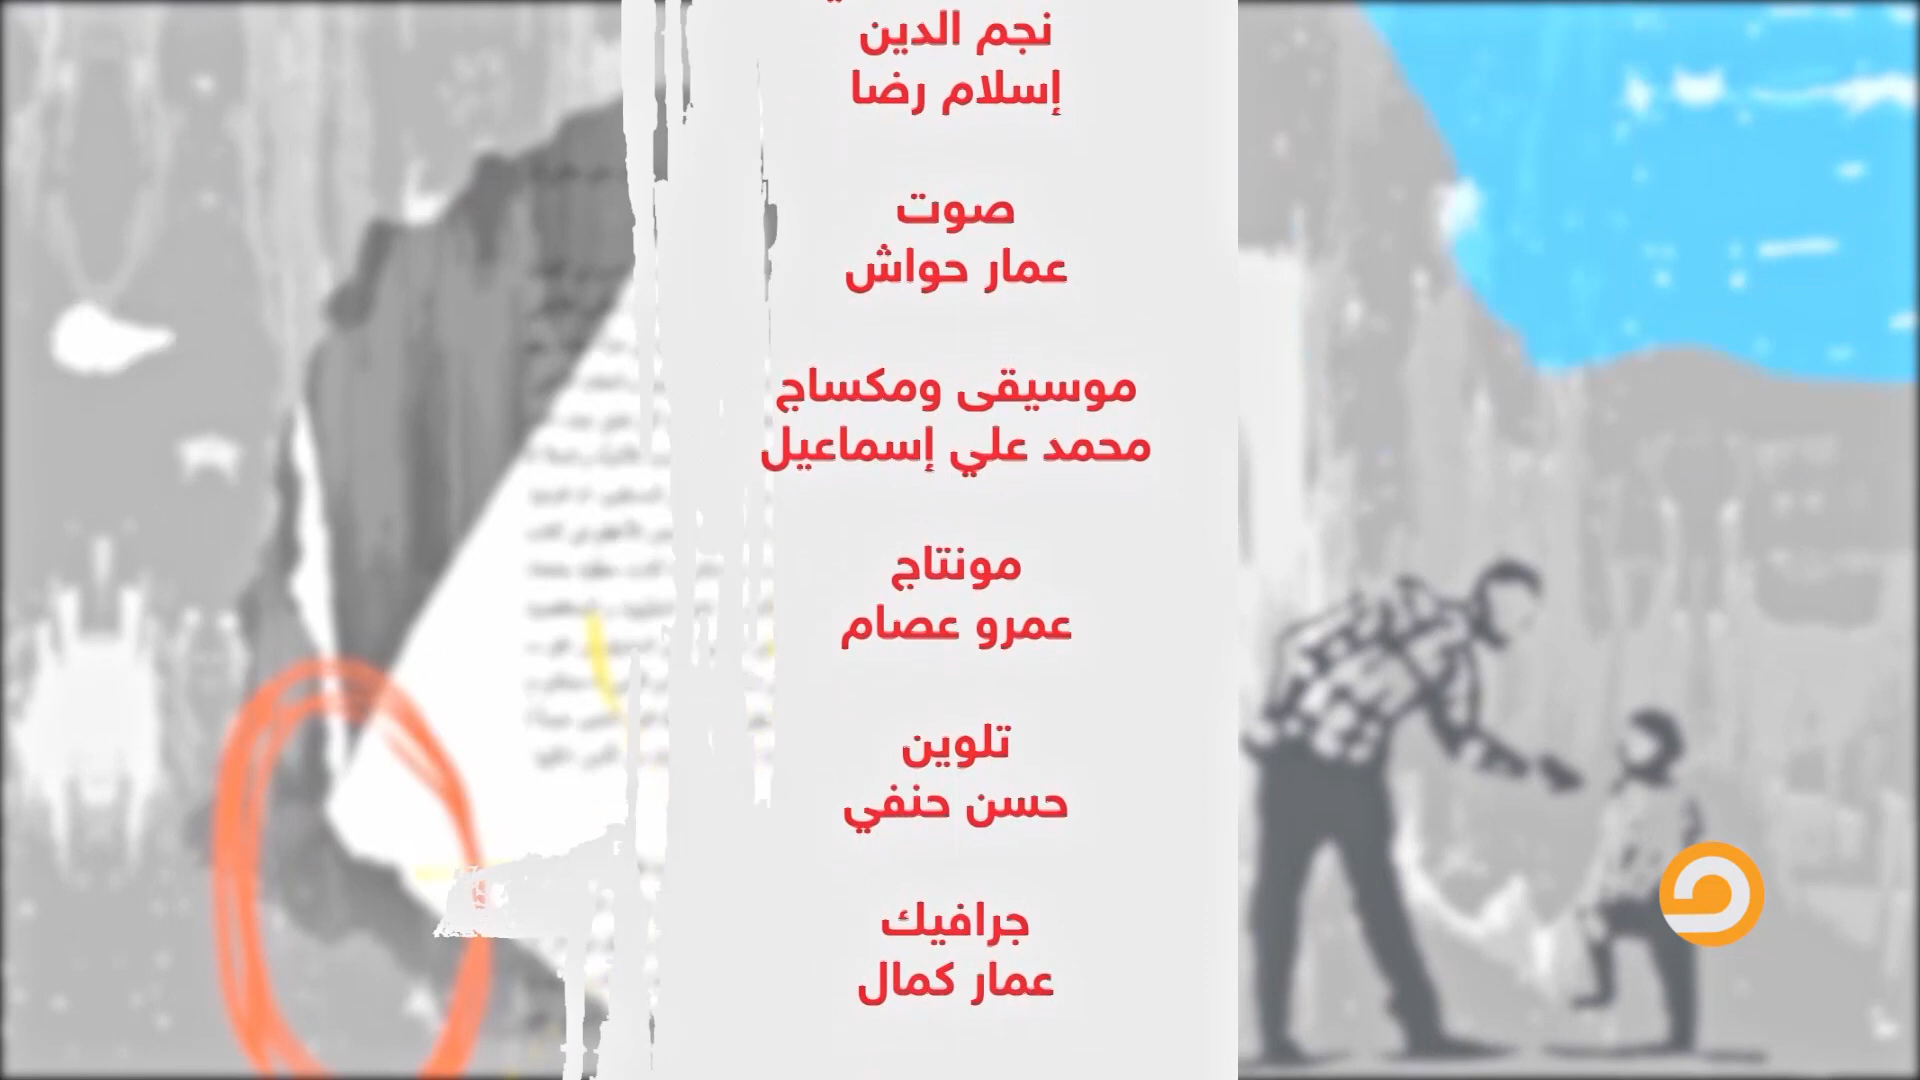 نجم الدين
إسلام رضا
صوت
عمار حواش
موسيقى ومكساج
محمد علي إسماعيل
مونتاج
عمرو عصام
تلوين
حسن حنفي
جرافيك
عمار كمال